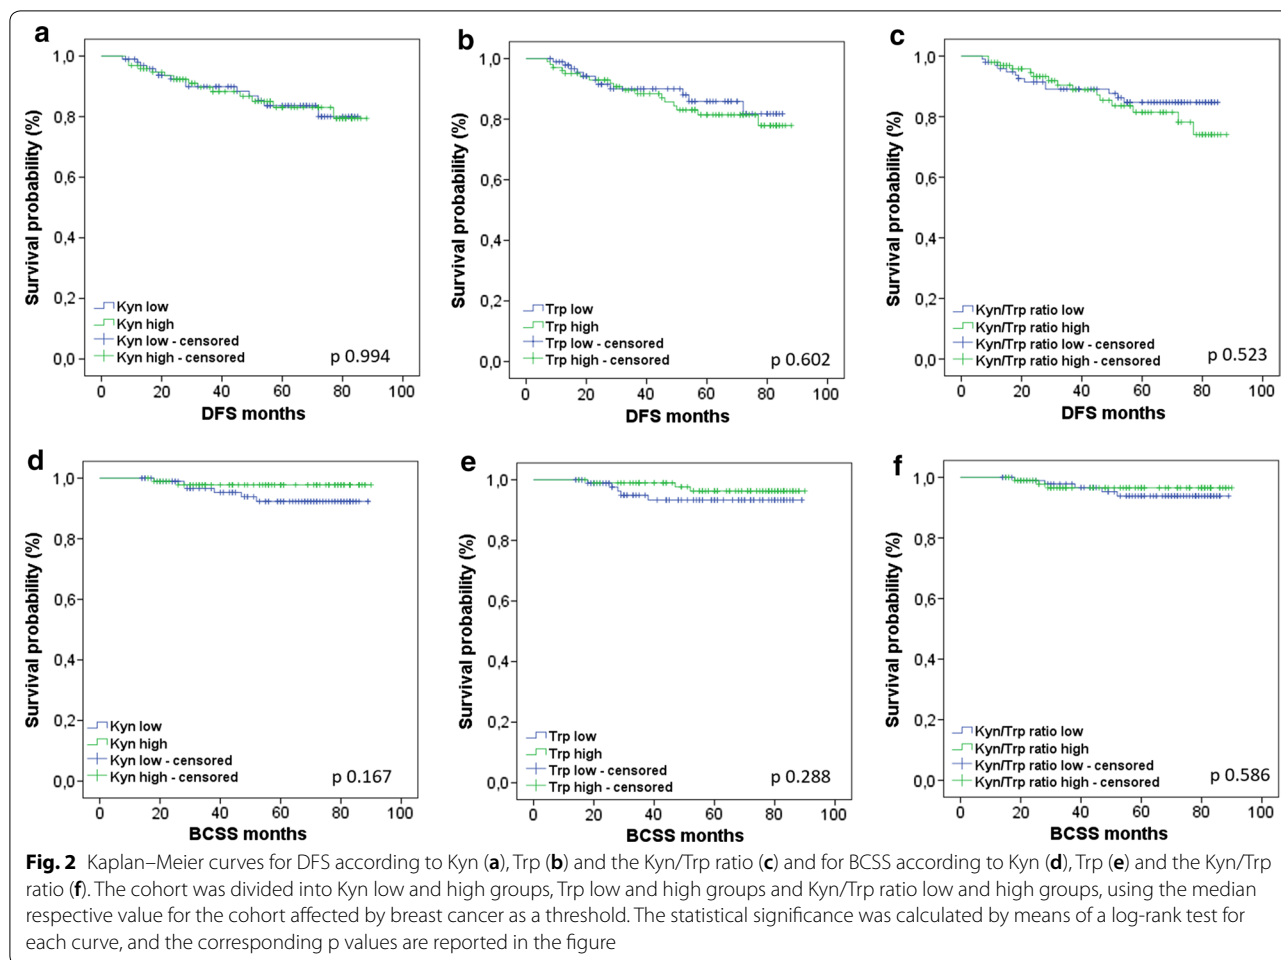 a
Survival probability (%)
1,0
0,8
0,6
0,4
0,2
0,0
Kyn low
Kyn high
Kyn low - censored
Kyn high - censored
p 0.994
0 20 40 60 80 100
DFS months
b
Survival probability (%)
1,0
0,8
0,6
0,4
0,2
0,0
Trp low
Trp high
Trp low - censored
Trp high - censored
p 0.602
0 20 40 60 80 100
DFS months
c
Survival probability (%)
1,0
0,8
0,6
0,4
0,2
0,0
Kyn/Trp ratio low
Kyn/Trp ratio high
Kyn/Trp ratio low - censored
Kyn/Trp ratio high - censored
p 0.523
0 20 40 60 80 100
DFS months
d
Survival probability (%)
1,0
0,8
0,6
0,4
0,2
0,0
Kyn low
Kyn high
Kyn low - censored
Kyn high - censored
p 0.167
0 20 40 60 80 100
BCSS months
e
Survival probability (%)
1,0
0,8
0,6
0,4
0,2
0,0
Trp low
Trp high
Trp low - censored
Trp high - censored
p 0.288
0 20 40 60 80 100
BCSS months
f
Survival probability (%)
1,0
0,8
0,6
0,4
0,2
0,0
Kyn/Trp ratio low
Kyn/Trp ratio high
Kyn/Trp ratio low - censored
Kyn/Trp ratio high - censored
p 0.586
0 20 40 60 80 100
BCSS months
Fig. 2 Kaplan–Meier curves for DFS according to Kyn (a), Trp (b) and the Kyn/Trp ratio (c) and for BCSS according to Kyn (d), Trp (e) and the Kyn/Trp
ratio (f). The cohort was divided into Kyn low and high groups, Trp low and high groups and Kyn/Trp ratio low and high groups, using the median
respective value for the cohort affected by breast cancer as a threshold. The statistical significance was calculated by means of a log-rank test for
each curve, and the corresponding p values are reported in the figure